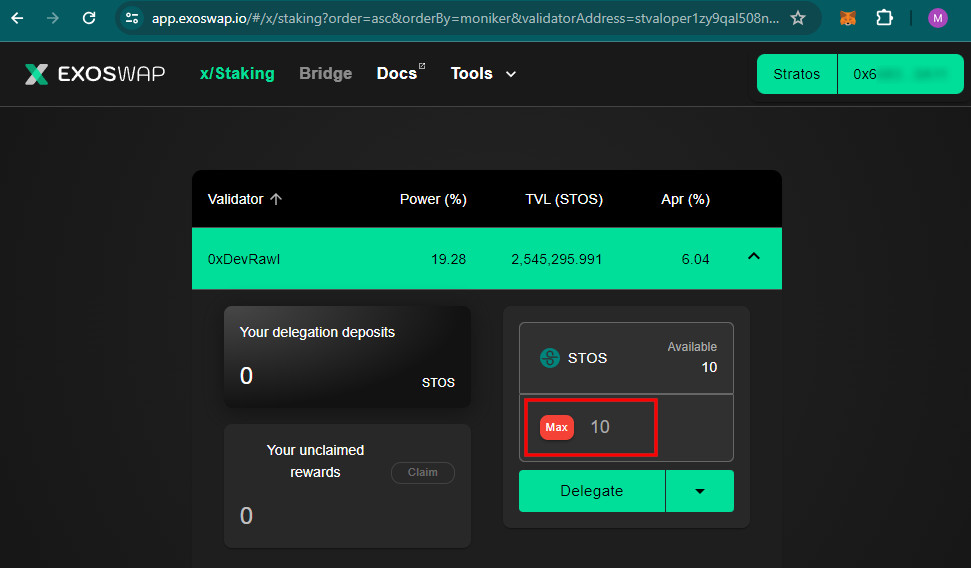 app.exoswap.io/#/x/staking?order=asc&orderBy=moniker&validatorAddress=stvaloper1zy9qal508n...
M
EXOSWAP
x/Staking
Bridge
Docs
Tools
Stratos
0x6
Validator
Power (%)
TVL (STOS)
Apr (%)
0xDevRawl
19.28
2,545,295.991
6.04
Your delegation deposits
0
STOS
Your unclaimed
rewards
Claim
0
STOS
Available
10
Max
10
Delegate